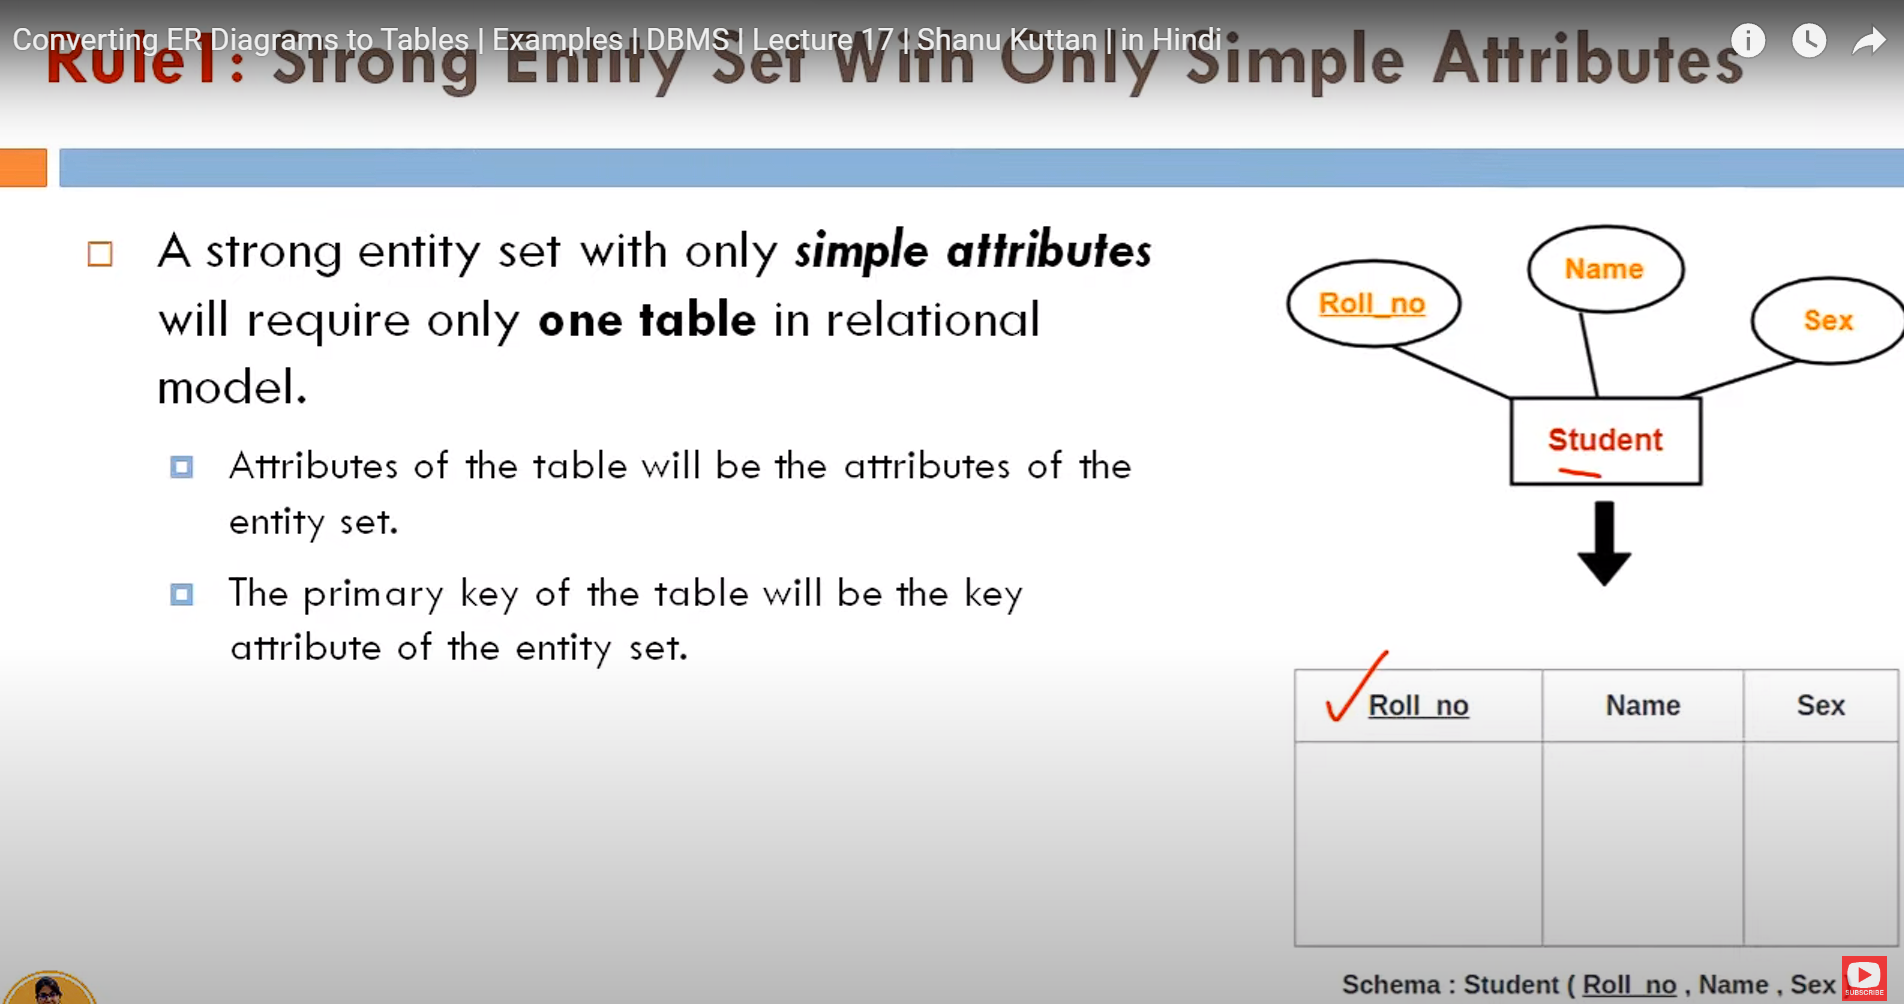 Converting ER Diagrams to Tables | Examples | DBMS | Lecture 17 | Shanu Kuttan | in Hindi
Rule1: Strong Entity Set With Only Simple Attributes
A strong entity set with only simple attributes
will require only one table in relational
model.
Attributes of the table will be the attributes of the
entity set.
The primary key of the table will be the key
attribute of the entity set.
Roll_no
Name
Sex
Student
Roll_no Name Sex
Schema : Student ( Roll_no , Name , Sex
SUBSCRIBE